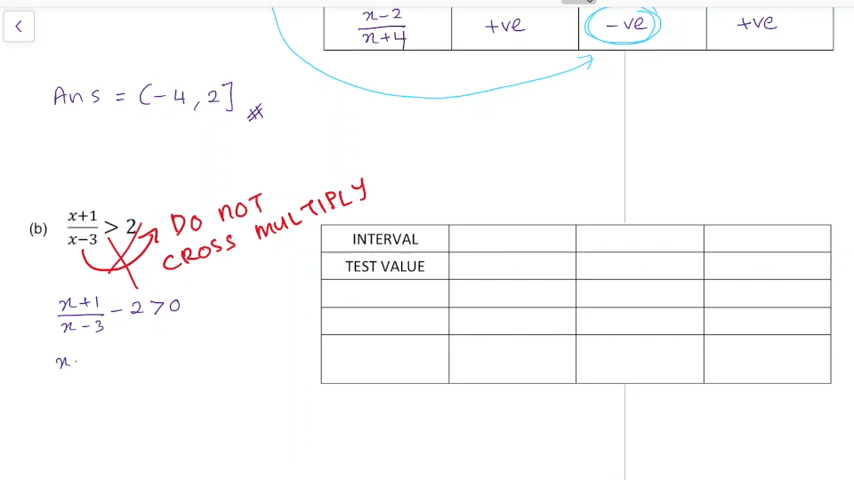 x-2/x+4 +ve -ve +ve
Ans = (-4, 2] #
(b) x+1/x−3 > 2
DO NOT
CROSS MULTIPLY
x+1/x-3 - 2 > 0
x.
INTERVAL
TEST VALUE